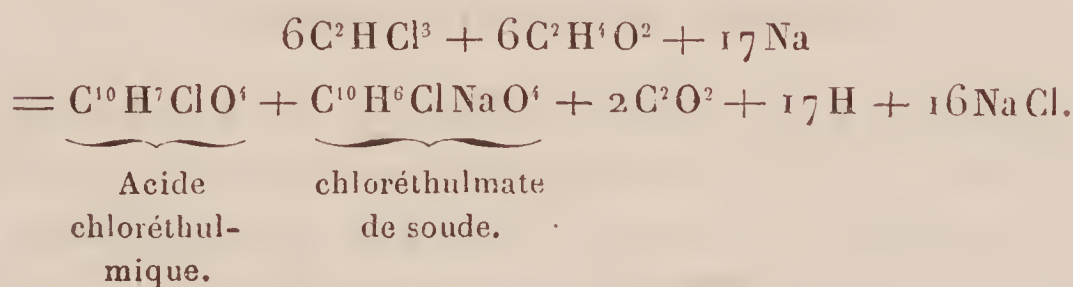 6C²HCl³ + 6C²H⁴O² + 17Na
= C¹⁰H⁷ClO⁴ + C¹⁰H⁶ClNaO⁴ + 2C²O² + 17H + 16NaCl.
Acide chloréthulmate
chloréthul- de soude.
mique.